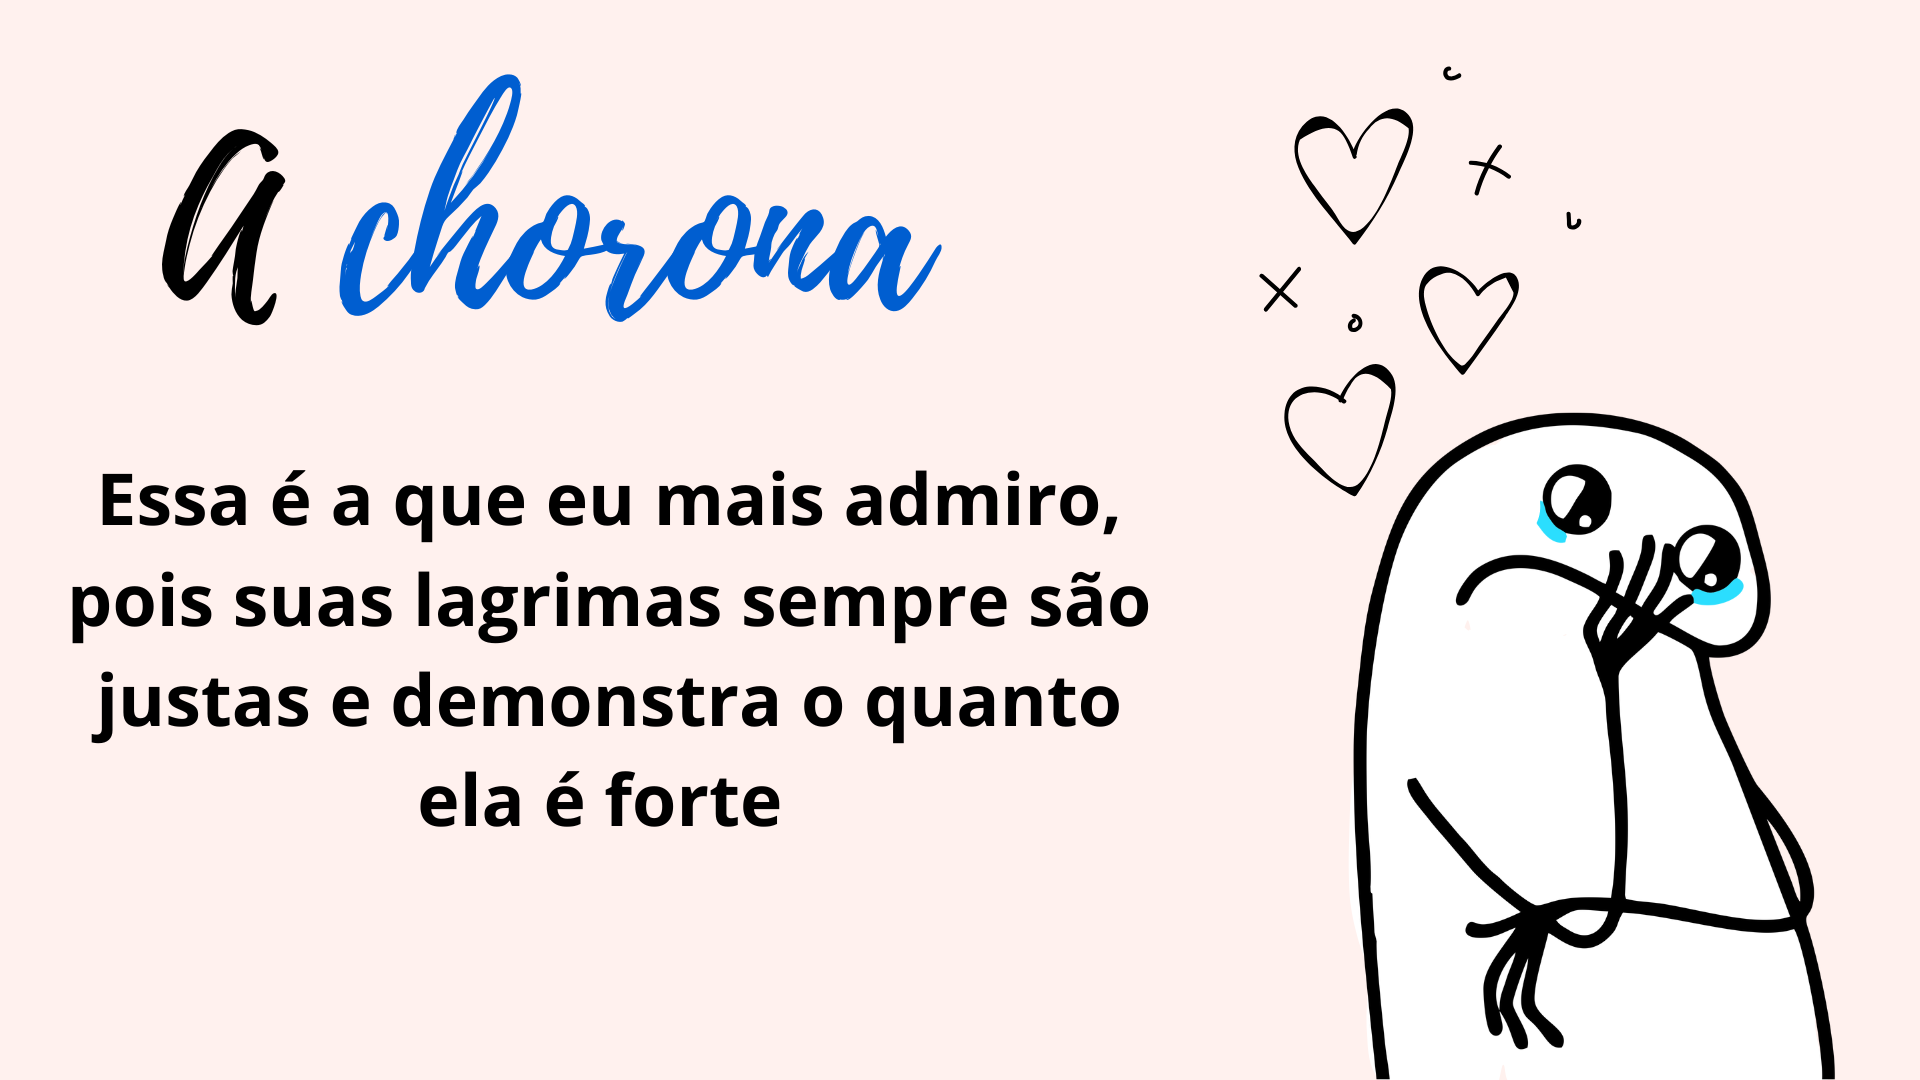 A chorona
Essa é a que eu mais admiro,
pois suas lagrimas sempre são
justas e demonstra o quanto
ela é forte